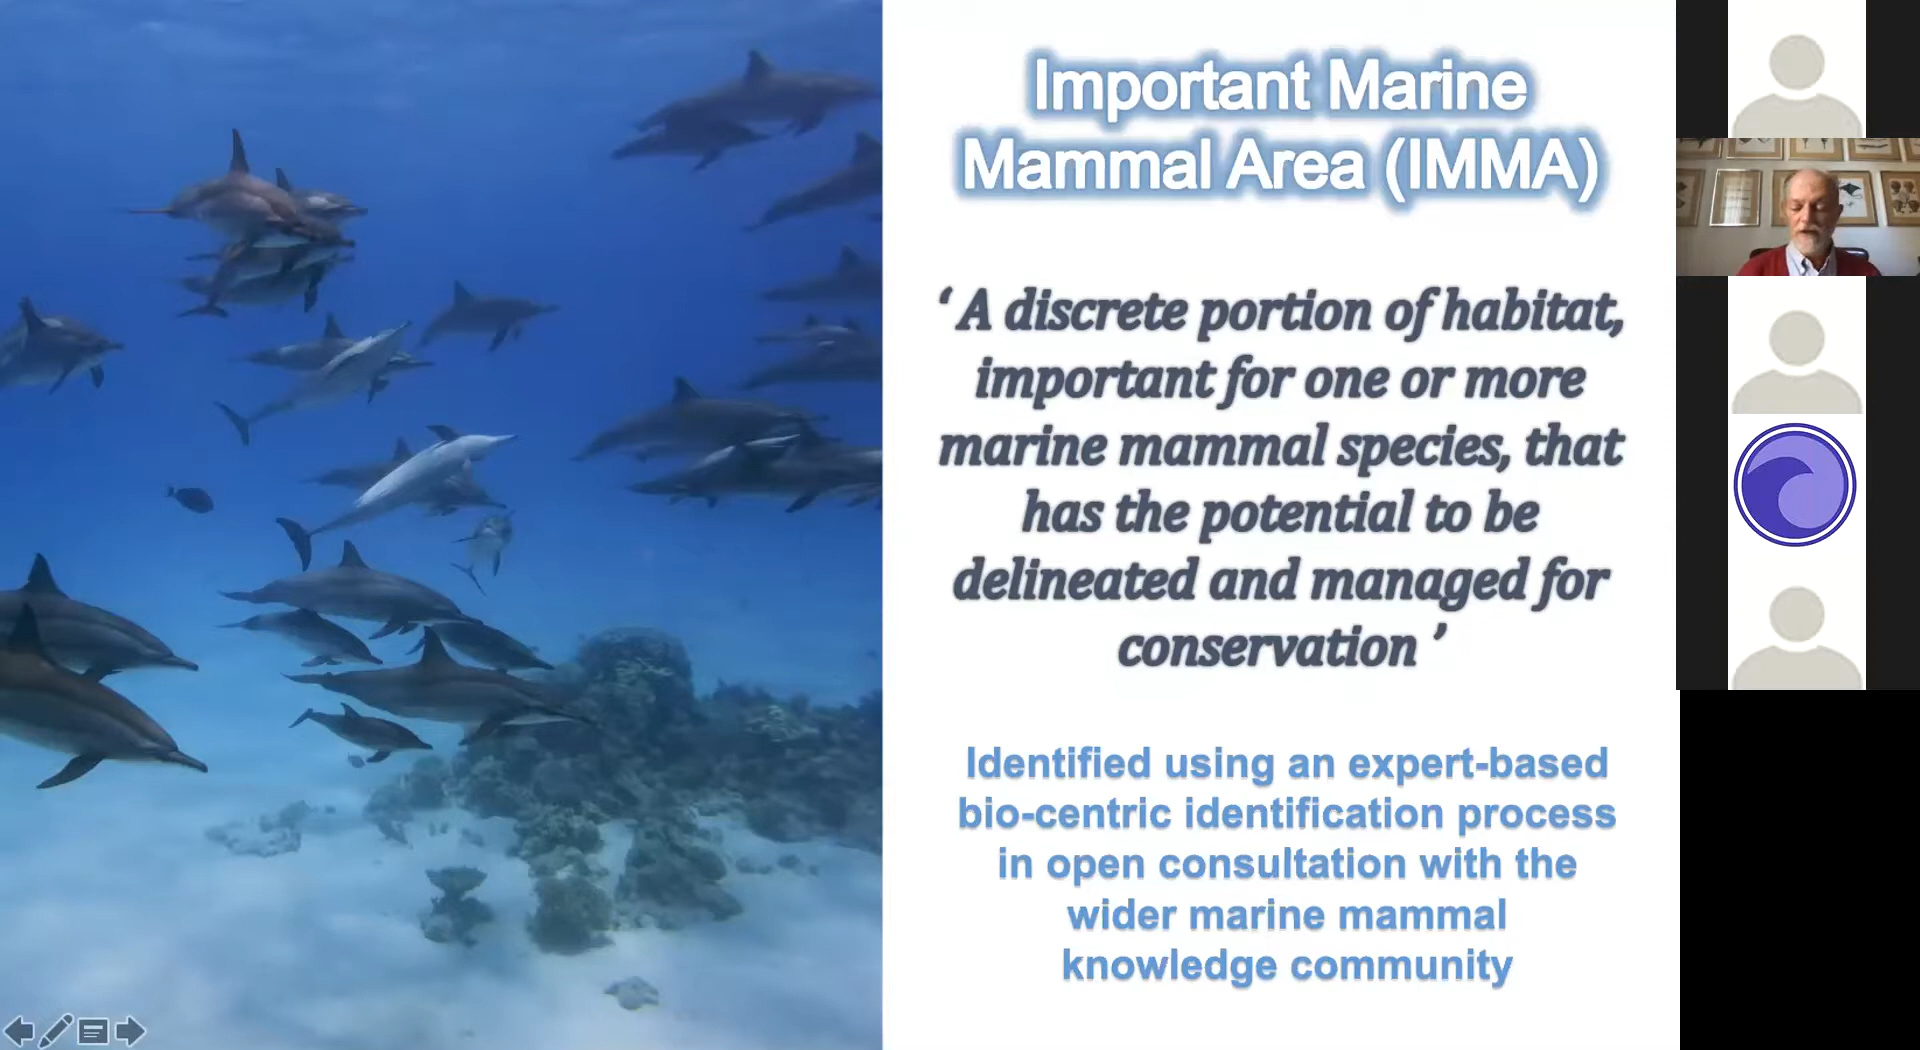 Important Marine
Mammal Area (IMMA)
‘ A discrete portion of habitat,
important for one or more
marine mammal species, that
has the potential to be
delineated and managed for
conservation ’
Identified using an expert-based
bio-centric identification process
in open consultation with the
wider marine mammal
knowledge community